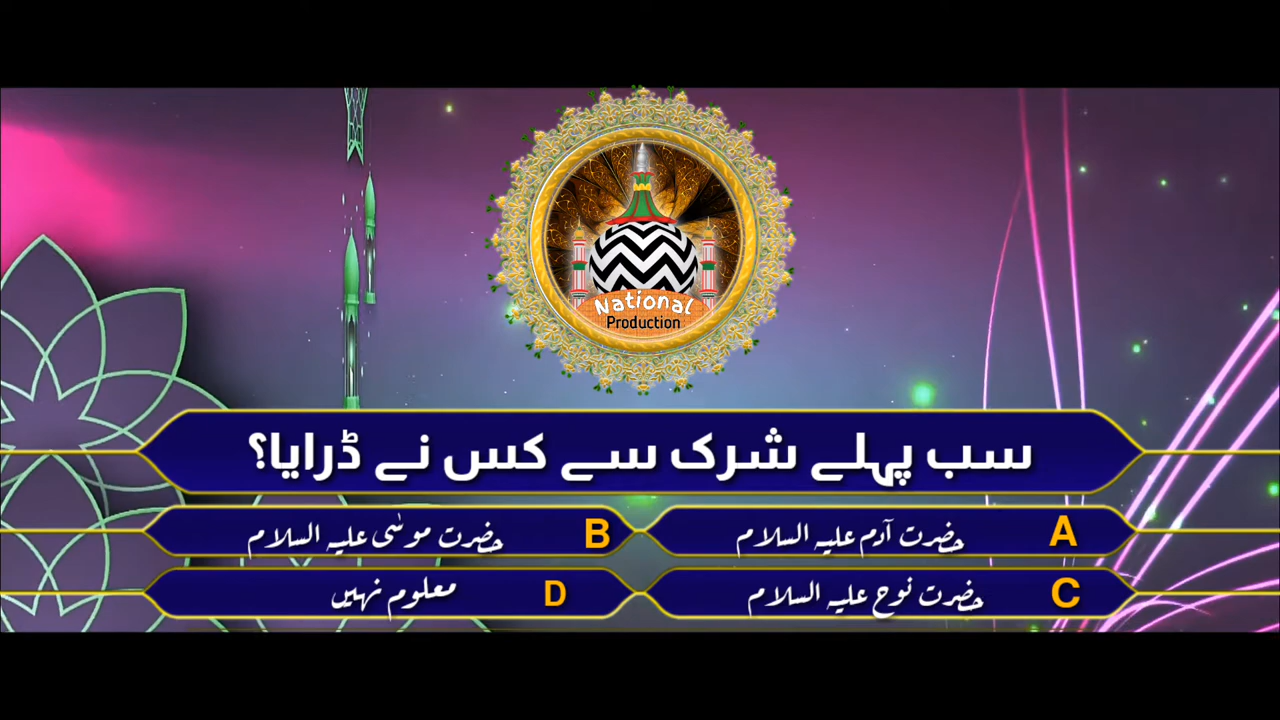 National
Production
سب پہلے شرک سے کس نے ڈرایا؟
A حضرت آدم علیہ السلام
B حضرت موسٰی علیہ السلام
C حضرت نوح علیہ السلام
D معلوم نہیں